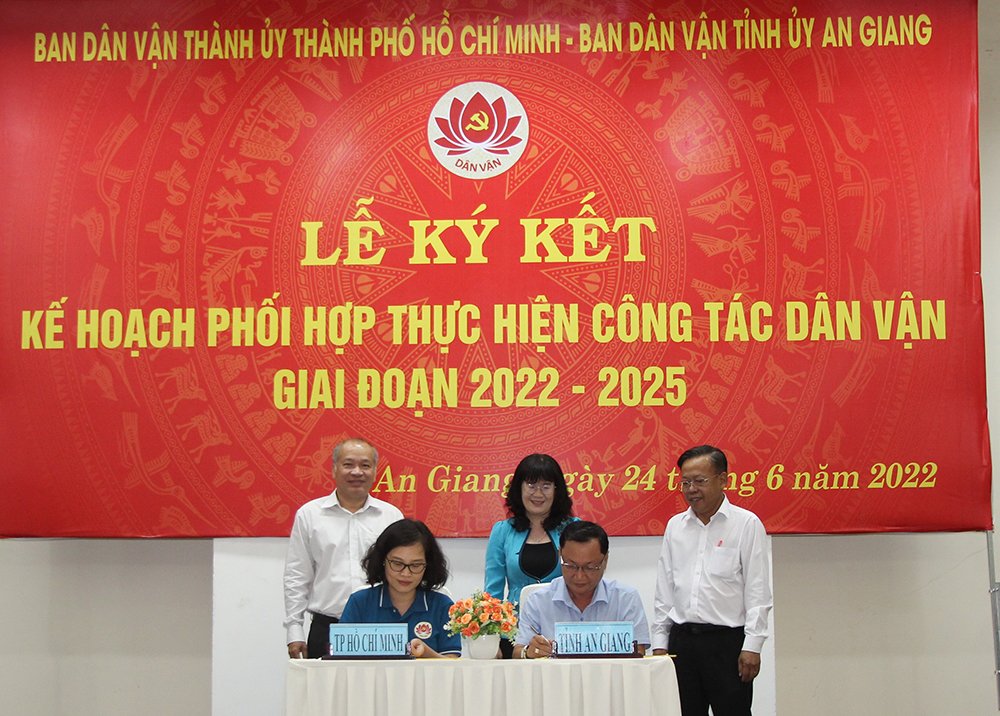 BAN DÂN VẬN THÀNH ỦY THÀNH PHỐ HỒ CHÍ MINH - BAN DÂN VẬN TỈNH ỦY AN GIANG
DÂN VẬN
LỄ KÝ KẾT
KẾ HOẠCH PHỐI HỢP THỰC HIỆN CÔNG TÁC DÂN VẬN
GIAI ĐOẠN 2022 - 2025
An Giang, ngày 24 6 năm 2022
TP HỒ CHÍ MINH
TỈNH AN GIANG